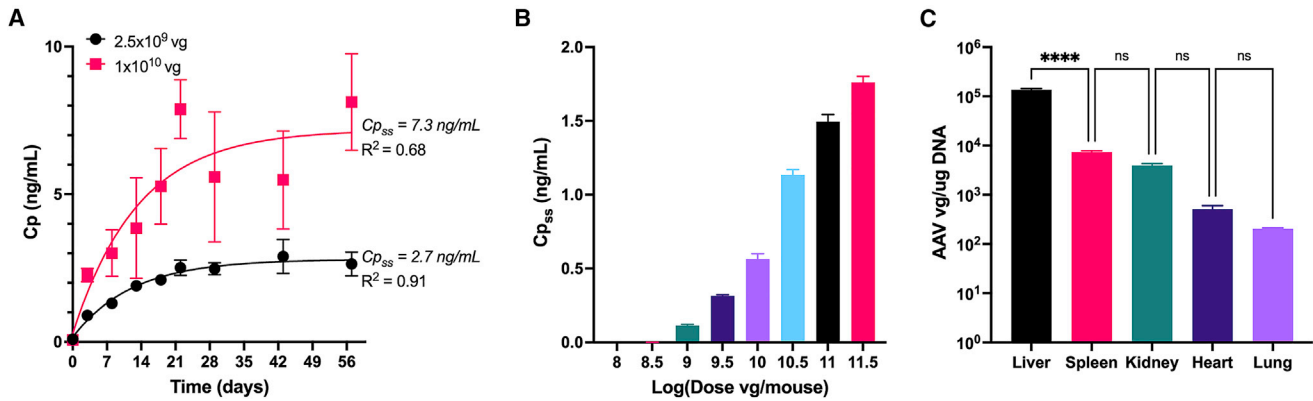 A
2.5x10⁹ vg
1x10¹⁰ vg
10
5
0
Cp (ng/mL)
Cpss = 7.3 ng/mL
R² = 0.68
Cpss = 2.7 ng/mL
R² = 0.91
0 7 14 21 28 35 42 49 56
Time (days)
B
2.0
1.5
1.0
0.5
0.0
Cpss (ng/mL)
8 8.5 9 9.5 10 10.5 11 11.5
Log(Dose vg/mouse)
C
10⁶
10⁵
10⁴
10³
10²
10¹
10⁰
AAV vg/ug DNA
**** ns ns ns
Liver Spleen Kidney Heart Lung